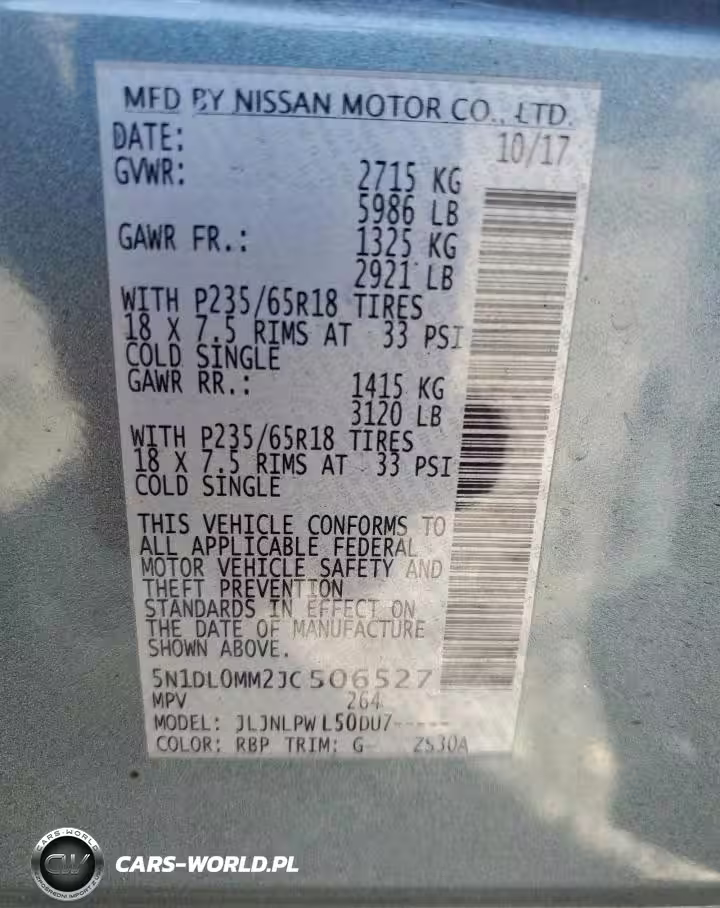 MFD BY NISSAN MOTOR CO., LTD.
DATE: 10/17
GVWR: 2715 KG
5986 LB
GAWR FR.: 1325 KG
2921 LB
WITH P235/65R18 TIRES
18 X 7.5 RIMS AT 33 PSI
COLD SINGLE
GAWR RR.: 1415 KG
3120 LB
WITH P235/65R18 TIRES
18 X 7.5 RIMS AT 33 PSI
COLD SINGLE
THIS VEHICLE CONFORMS TO
ALL APPLICABLE FEDERAL
MOTOR VEHICLE SAFETY AND
THEFT PREVENTION
STANDARDS IN EFFECT ON
THE DATE OF MANUFACTURE
SHOWN ABOVE.
5N1DL0MM2JC506527
MPV 264
MODEL: JLJNLPWL50DU7-----
COLOR: RBP TRIM: G ZS30A
CARS-WORLD
CW
CARS-WORLD.PL